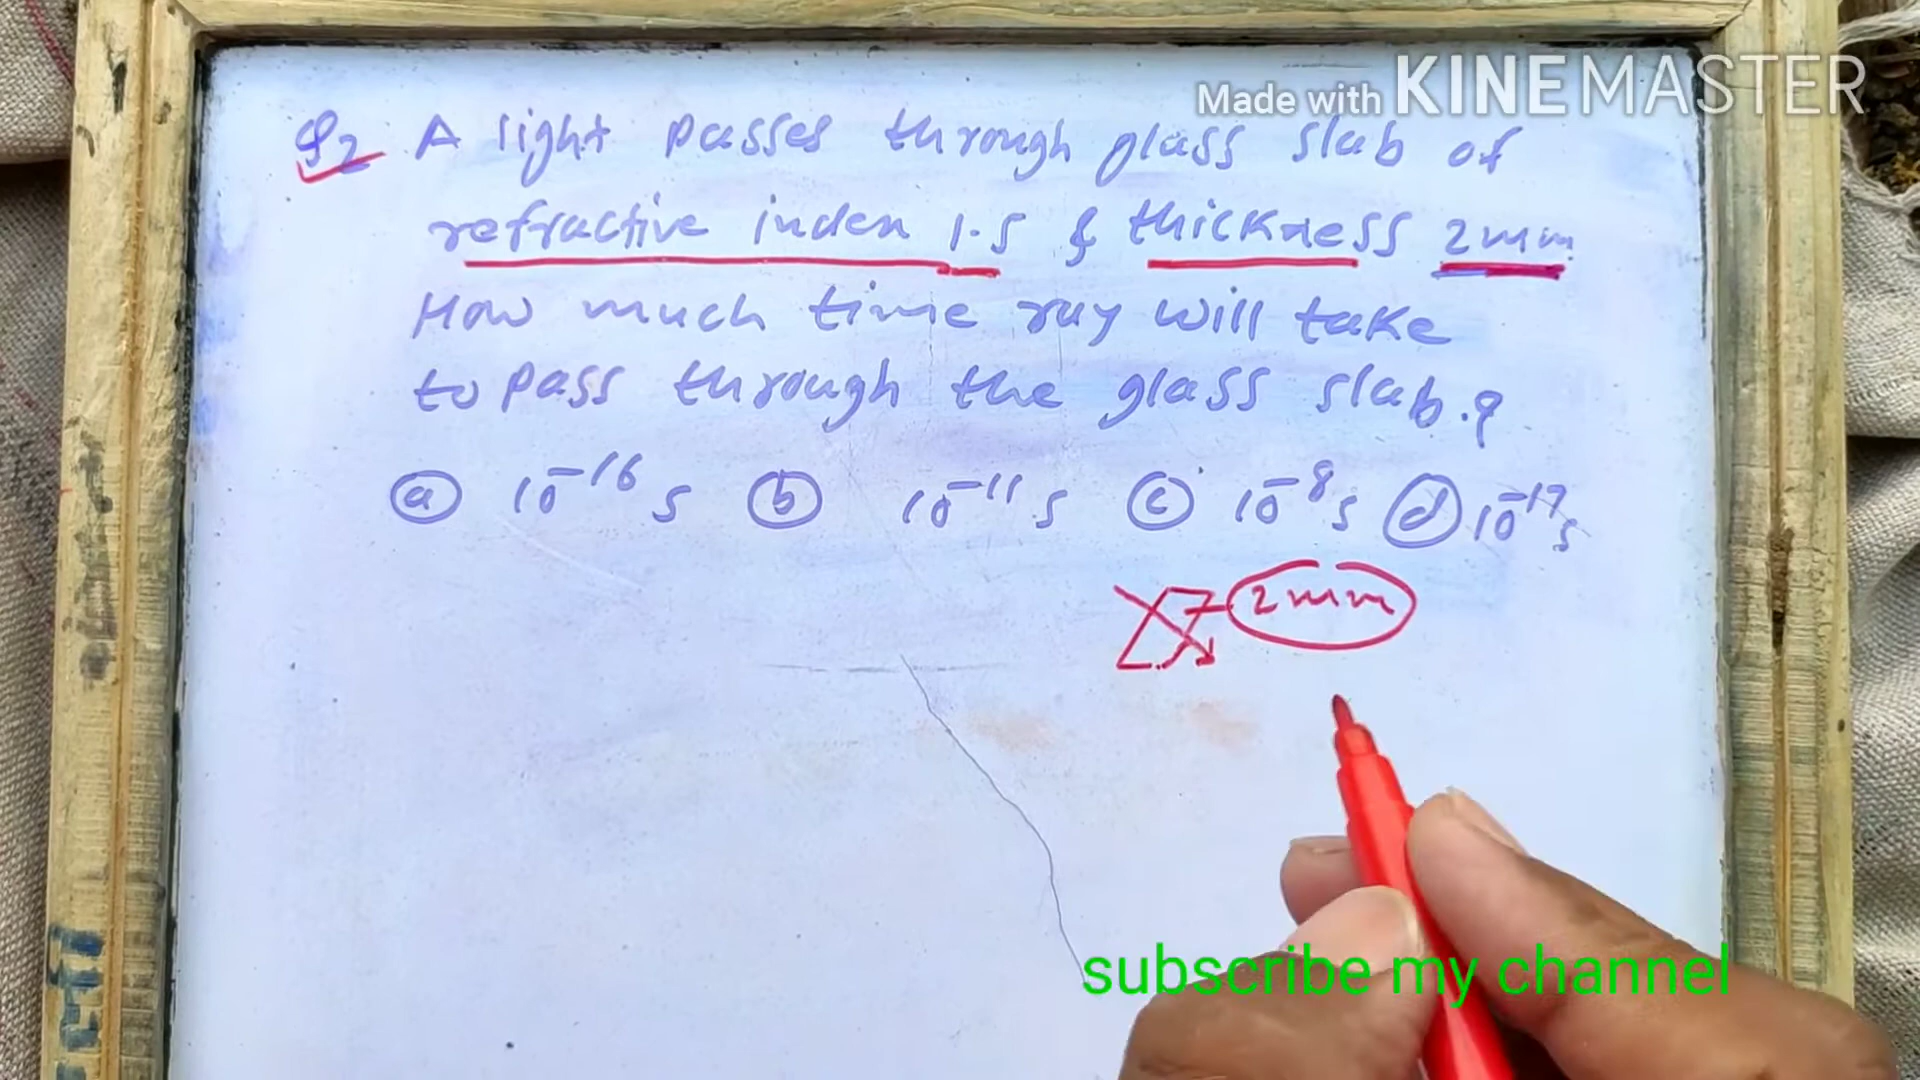 Made with KINEMASTER
Q2 A light passes through glass slab of
refractive index 1.5 & thickness 2mm
How much time ray will take
to pass through the glass slab.?
(a) 10⁻¹⁶ s (b) 10⁻¹¹ s (c) 10⁻⁸ s (d) 10⁻¹⁷ s
2mm
subscribe my channel